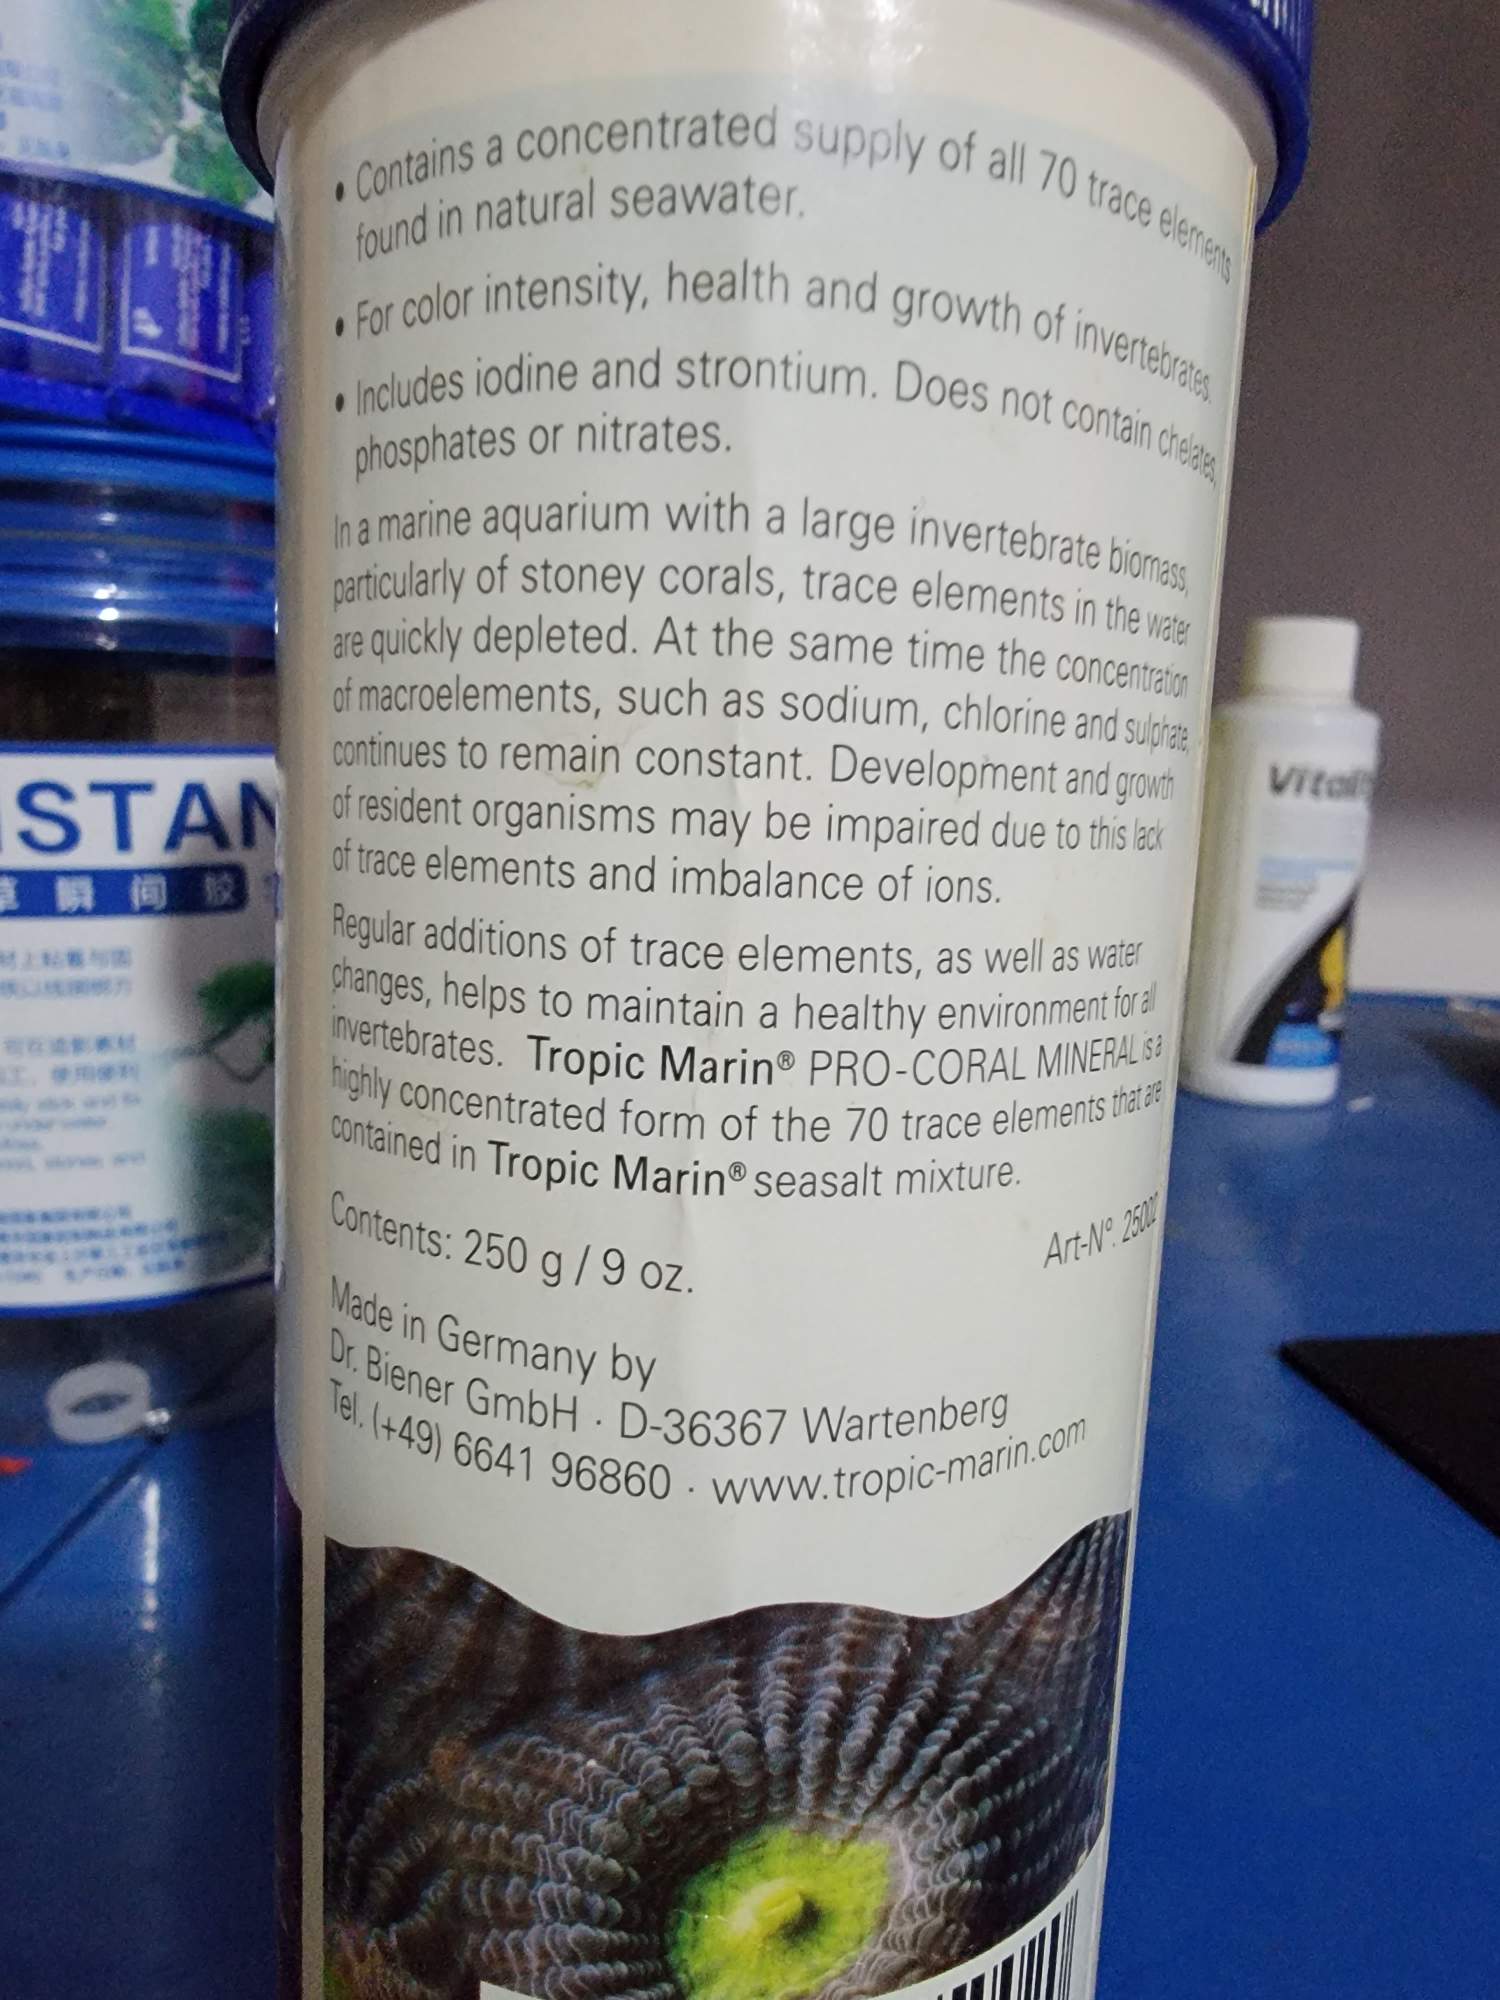 • Contains a concentrated supply of all 70 trace elements
found in natural seawater.
• For color intensity, health and growth of invertebrates.
• Includes iodine and strontium. Does not contain chelates,
phosphates or nitrates.
In a marine aquarium with a large invertebrate biomass,
particularly of stoney corals, trace elements in the water
are quickly depleted. At the same time the concentration
of macroelements, such as sodium, chlorine and sulphate,
continues to remain constant. Development and growth
of resident organisms may be impaired due to this lack
of trace elements and imbalance of ions.
Regular additions of trace elements, as well as water
changes, helps to maintain a healthy environment for all
invertebrates. Tropic Marin® PRO-CORAL MINERAL is a
highly concentrated form of the 70 trace elements that are
contained in Tropic Marin® seasalt mixture.
Contents: 250 g / 9 oz.
Art-Nº. 25002
Made in Germany by
Dr. Biener GmbH · D-36367 Wartenberg
Tel. (+49) 6641 96860 · www.tropic-marin.com
ISTAN
草 瞬 间 胶
Vital